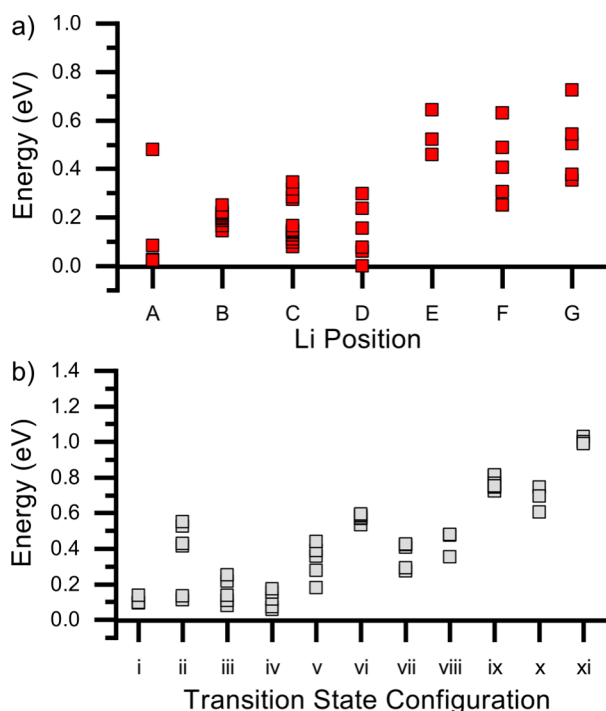 a)
Energy (eV)
1.0
0.8
0.6
0.4
0.2
0.0
A B C D E F G
Li Position
b)
Energy (eV)
1.4
1.2
1.0
0.8
0.6
0.4
0.2
0.0
i ii iii iv v vi vii viii ix x xi
Transition State Configuration